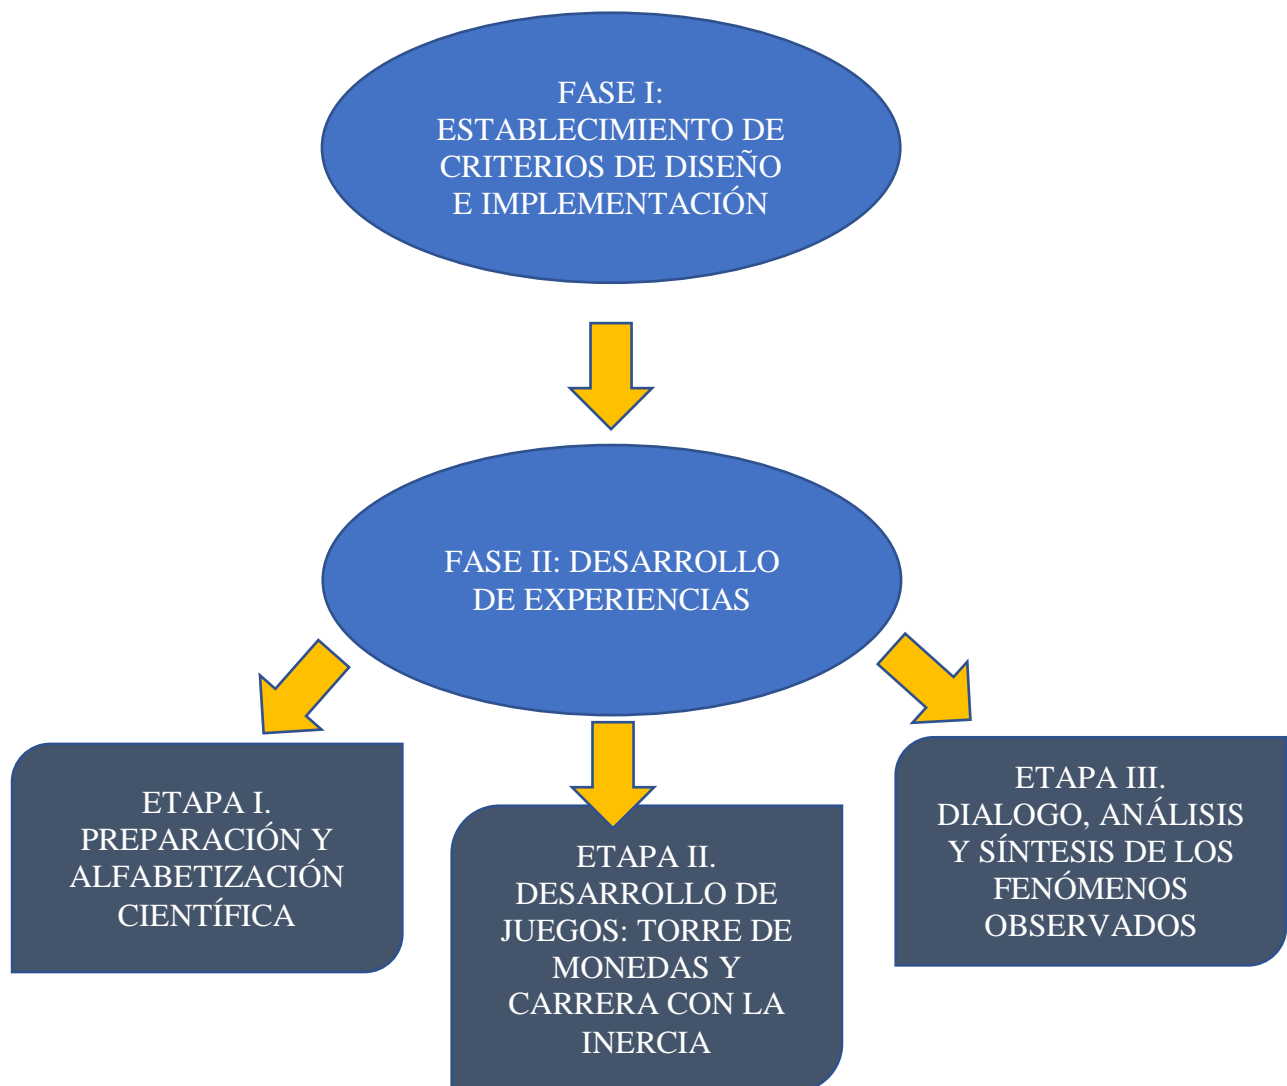 FASE I:
ESTABLECIMIENTO DE
CRITERIOS DE DISEÑO
E IMPLEMENTACIÓN
FASE II: DESARROLLO
DE EXPERIENCIAS
ETAPA I.
PREPARACIÓN Y
ALFABETIZACIÓN
CIENTÍFICA
ETAPA II.
DESARROLLO DE
JUEGOS: TORRE DE
MONEDAS Y
CARRERA CON LA
INERCIA
ETAPA III.
DIALOGO, ANÁLISIS
Y SÍNTESIS DE LOS
FENÓMENOS
OBSERVADOS